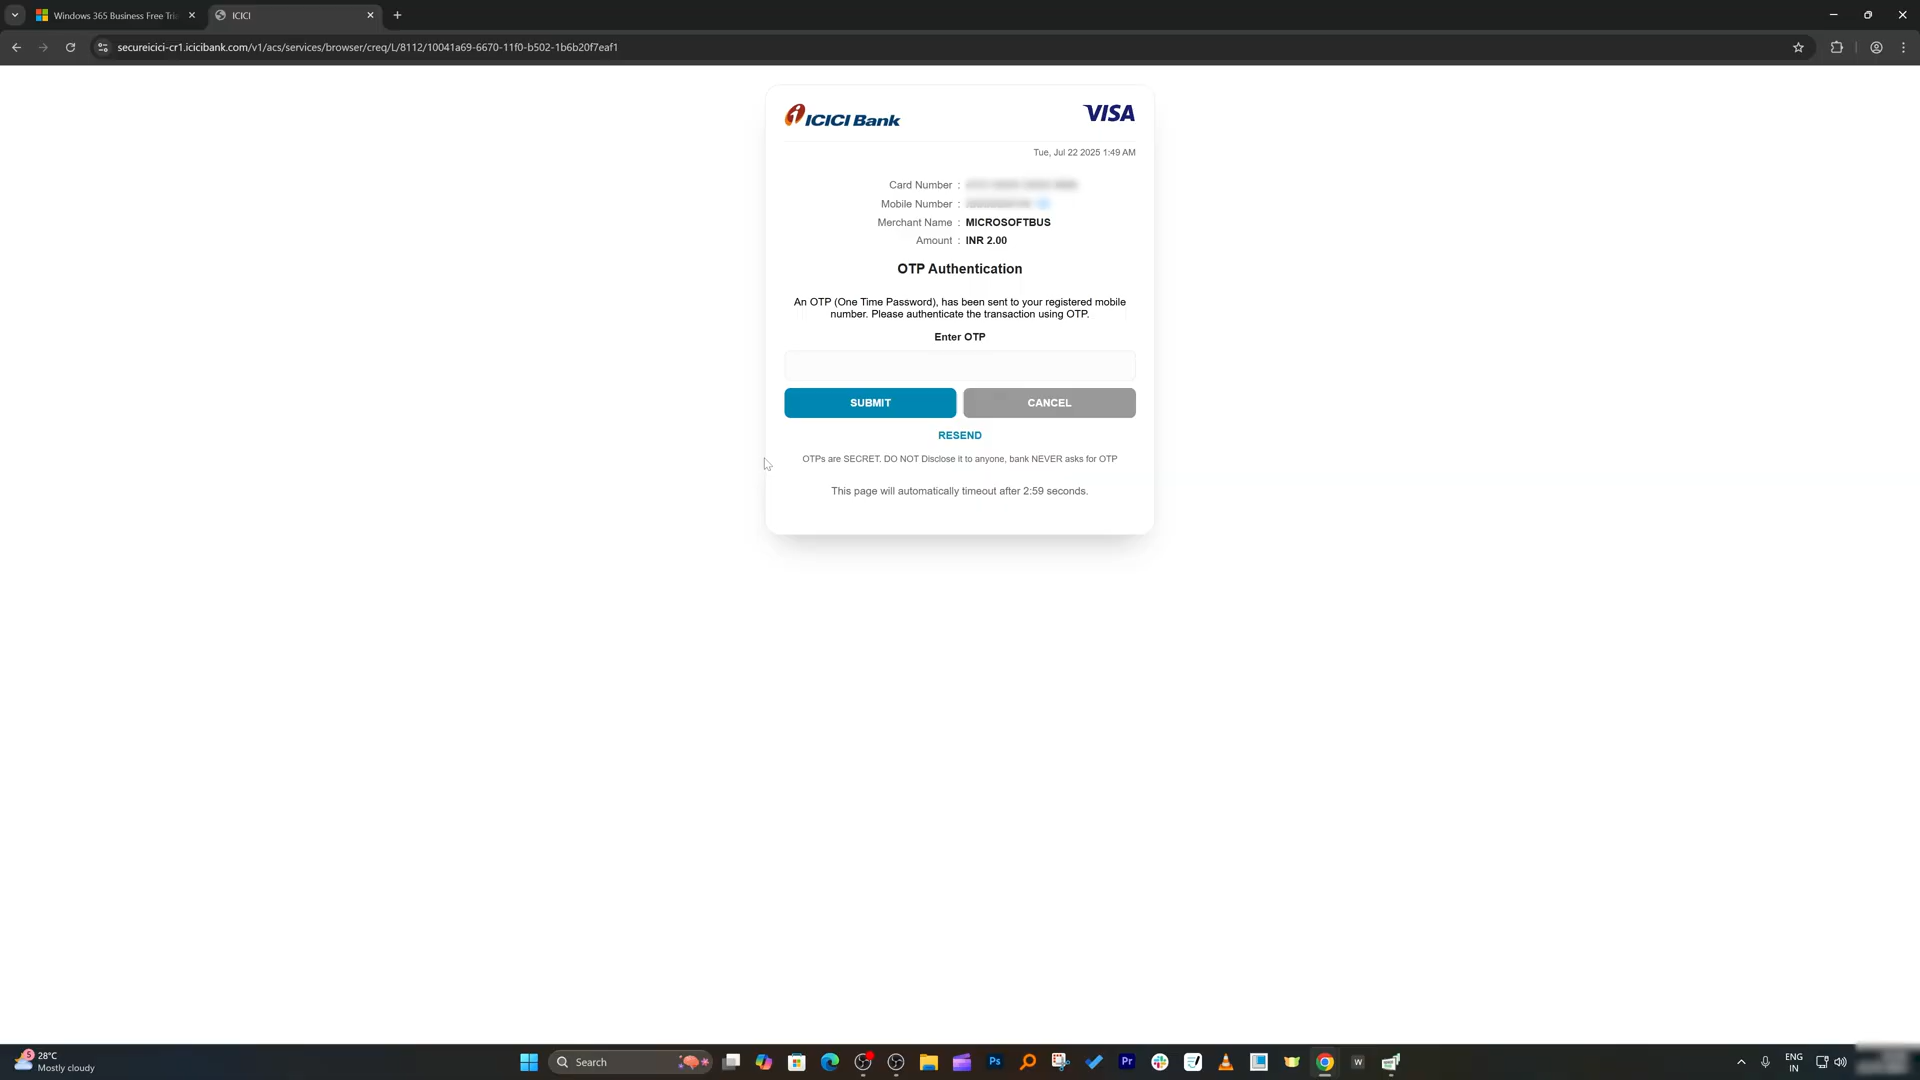 Windows 365 Business Free Tri
ICICI
secureicici-cr1.icicibank.com/v1/acs/services/browser/creq/L/8112/10041a69-6670-11f0-b502-1b6b20f7eaf1
ICICI Bank
VISA
Tue, Jul 22 2025 1:49 AM
Card Number :
Mobile Number :
Merchant Name : MICROSOFTBUS
Amount : INR 2.00
OTP Authentication
An OTP (One Time Password), has been sent to your registered mobile
number. Please authenticate the transaction using OTP.
Enter OTP
SUBMIT
CANCEL
RESEND
OTPs are SECRET. DO NOT Disclose it to anyone, bank NEVER asks for OTP
This page will automatically timeout after 2:59 seconds.
5
28°C
Mostly cloudy
Search
Ps
Pr
W
ENG
IN